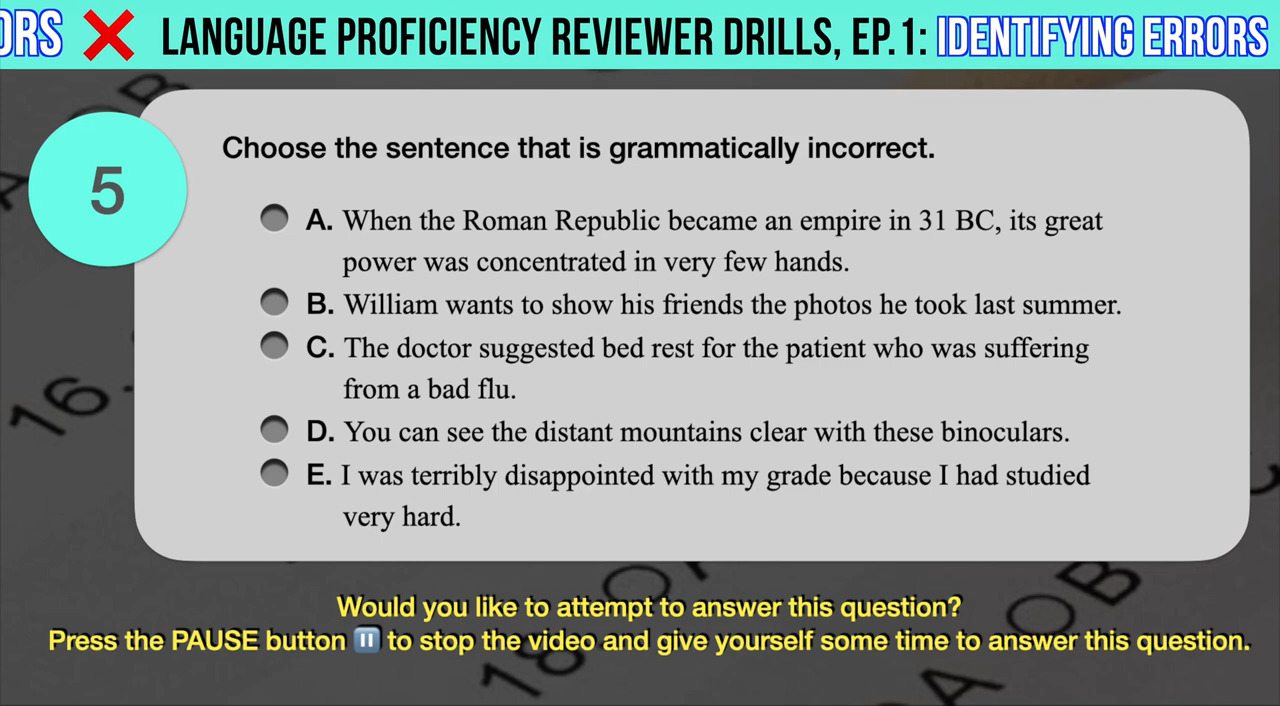 ORS ❌ LANGUAGE PROFICIENCY REVIEWER DRILLS, EP.1: IDENTIFYING ERRORS
5
Choose the sentence that is grammatically incorrect.
A. When the Roman Republic became an empire in 31 BC, its great
power was concentrated in very few hands.
B. William wants to show his friends the photos he took last summer.
C. The doctor suggested bed rest for the patient who was suffering
from a bad flu.
D. You can see the distant mountains clear with these binoculars.
E. I was terribly disappointed with my grade because I had studied
very hard.
16.
Would you like to attempt to answer this question?
Press the PAUSE button ⏸️ to stop the video and give yourself some time to answer this question.
18 O
A O B